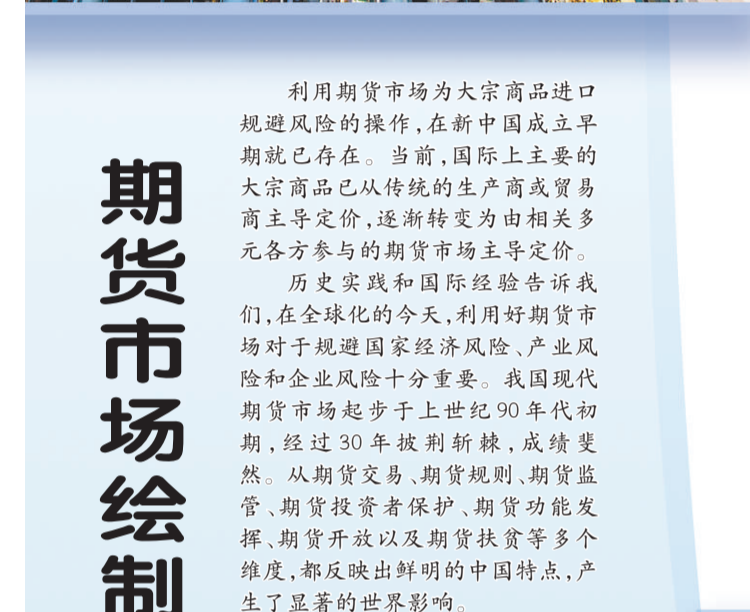 期货市场绘制
利用期货市场为大宗商品进口
规避风险的操作,在新中国成立早
期就已存在。当前,国际上主要的
大宗商品已从传统的生产商或贸易
商主导定价,逐渐转变为由相关多
元各方参与的期货市场主导定价。
历史实践和国际经验告诉我
们,在全球化的今天,利用好期货市
场对于规避国家经济风险、产业风
险和企业风险十分重要。我国现代
期货市场起步于上世纪90年代初
期,经过30年披荆斩棘,成绩斐
然。从期货交易、期货规则、期货监
管、期货投资者保护、期货功能发
挥、期货开放以及期货扶贫等多个
维度,都反映出鲜明的中国特点,产
生了显著的世界影响。